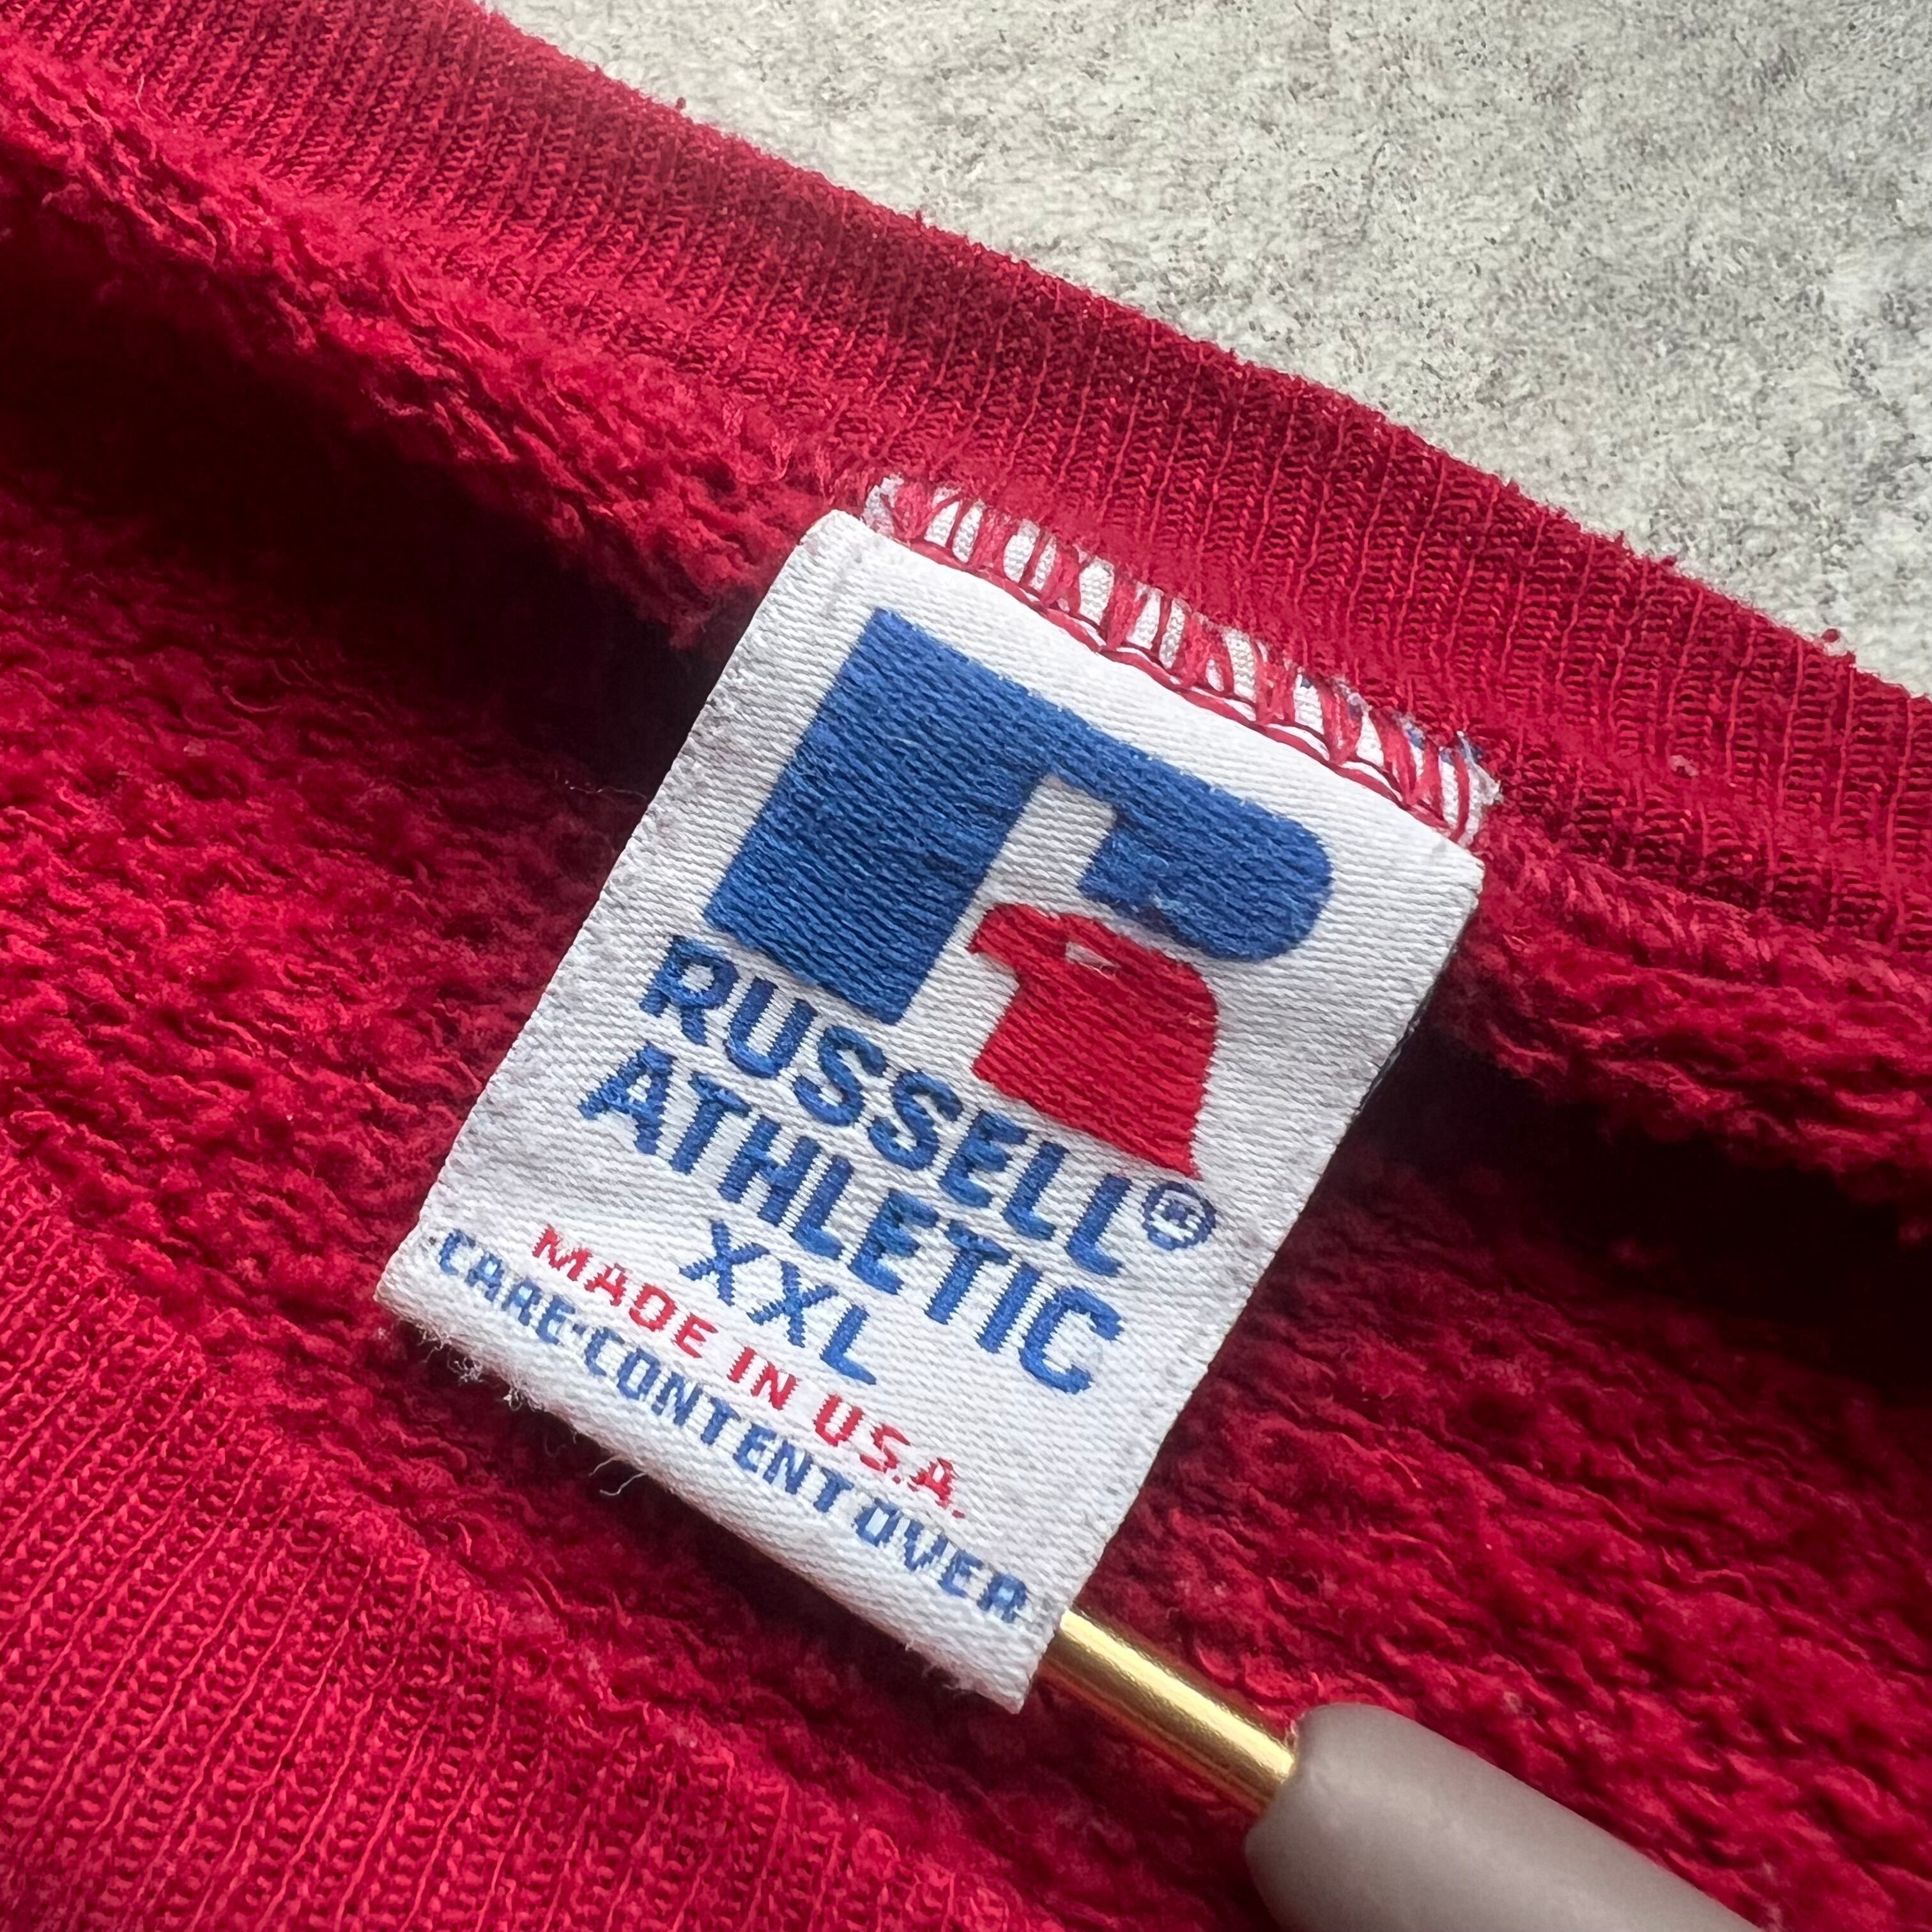 RUSSELL®
ATHLETIC
XXL
MADE IN U.S.A.
CARE·CONTENT OVER